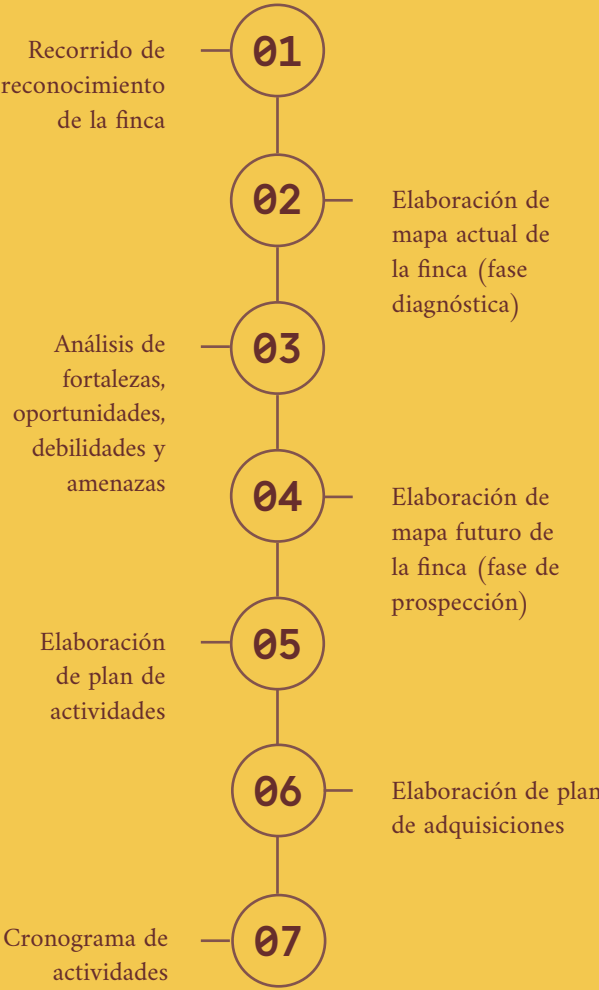 01
Recorrido de
reconocimiento
de la finca
02
Elaboración de
mapa actual de
la finca (fase
diagnóstica)
03
Análisis de
fortalezas,
oportunidades,
debilidades y
amenazas
04
Elaboración de
mapa futuro de
la finca (fase de
prospección)
05
Elaboración
de plan de
actividades
06
Elaboración de plan
de adquisiciones
07
Cronograma de
actividades